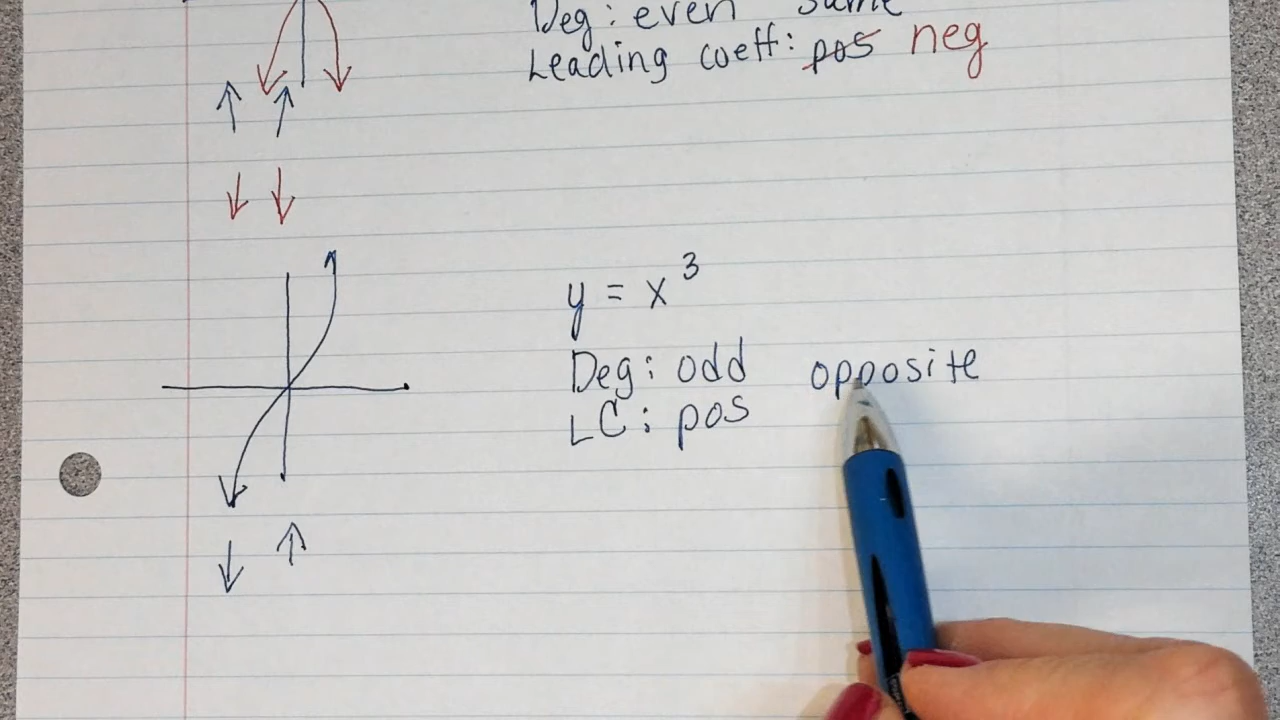 Deg: even same
Leading coeff: pos neg
y = x³
Deg: odd opposite
LC: pos